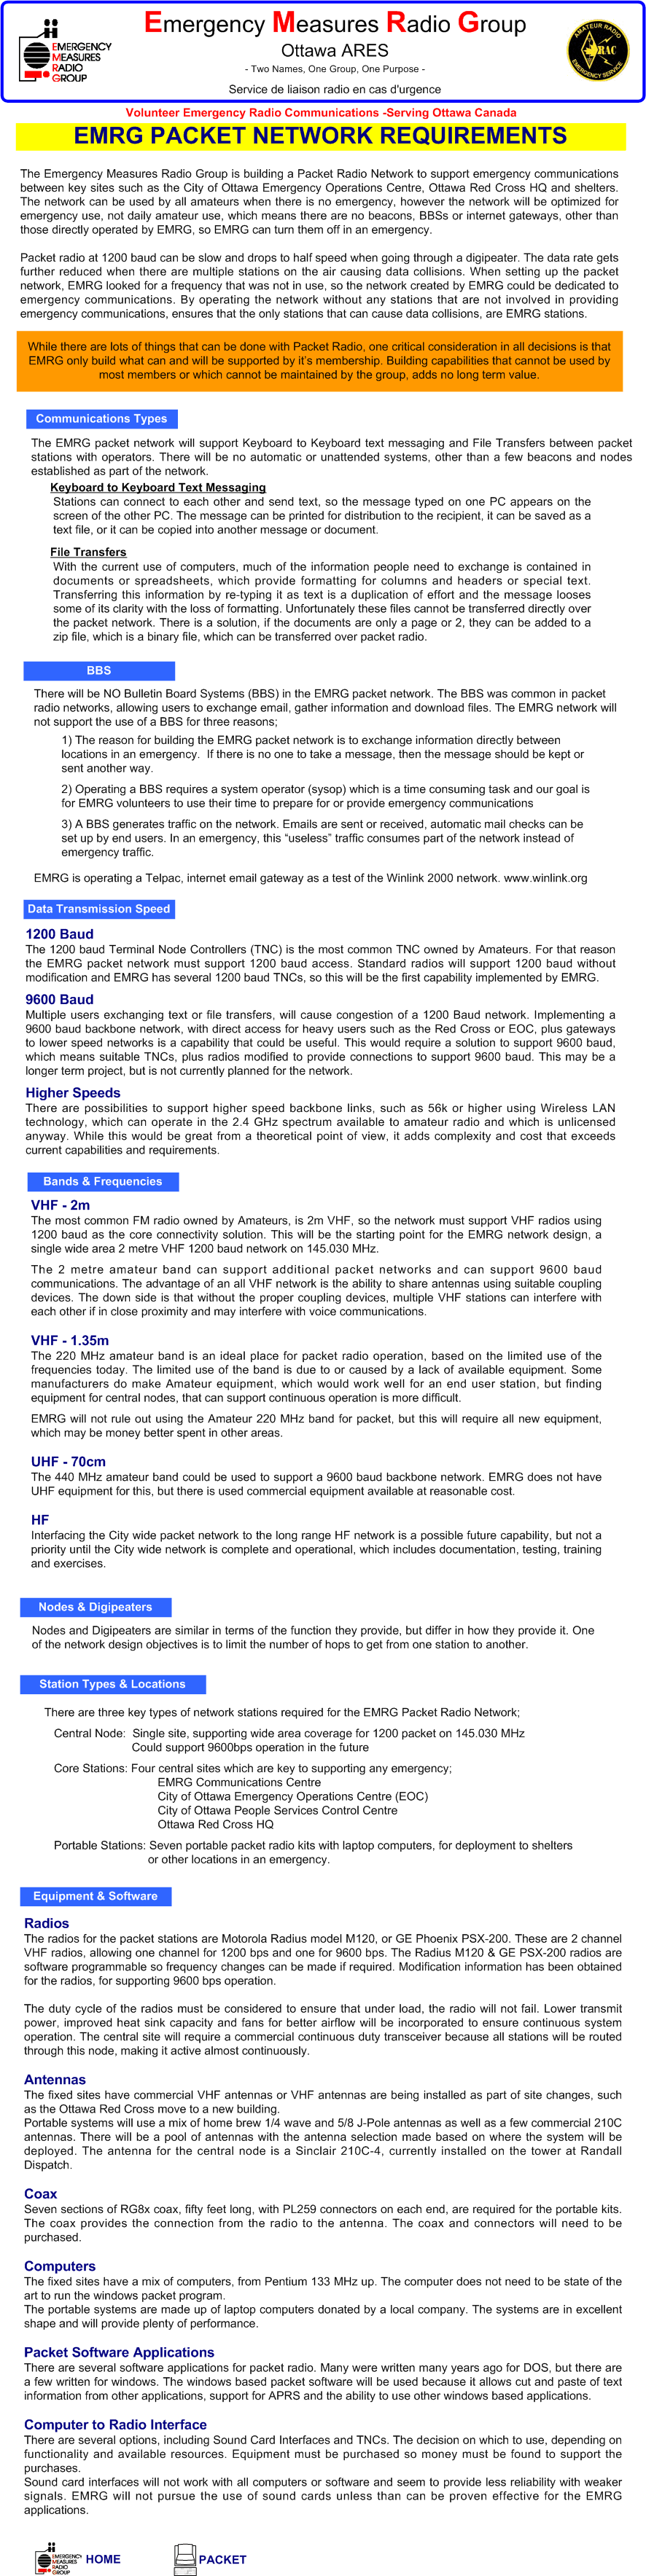 EMERGENCY
MEASURES
RADIO
GROUP
Emergency Measures Radio Group
Ottawa ARES
- Two Names, One Group, One Purpose -
Service de liaison radio en cas d'urgence
AMATEUR RADIO
RAC
EMERGENCY SERVICE
Volunteer Emergency Radio Communications -Serving Ottawa Canada
EMRG PACKET NETWORK REQUIREMENTS
The Emergency Measures Radio Group is building a Packet Radio Network to support emergency communications
between key sites such as the City of Ottawa Emergency Operations Centre, Ottawa Red Cross HQ and shelters.
The network can be used by all amateurs when there is no emergency, however the network will be optimized for
emergency use, not daily amateur use, which means there are no beacons, BBSs or internet gateways, other than
those directly operated by EMRG, so EMRG can turn them off in an emergency.
Packet radio at 1200 baud can be slow and drops to half speed when going through a digipeater. The data rate gets
further reduced when there are multiple stations on the air causing data collisions. When setting up the packet
network, EMRG looked for a frequency that was not in use, so the network created by EMRG could be dedicated to
emergency communications. By operating the network without any stations that are not involved in providing
emergency communications, ensures that the only stations that can cause data collisions, are EMRG stations.
While there are lots of things that can be done with Packet Radio, one critical consideration in all decisions is that
EMRG only build what can and will be supported by it's membership. Building capabilities that cannot be used by
most members or which cannot be maintained by the group, adds no long term value.
Communications Types
The EMRG packet network will support Keyboard to Keyboard text messaging and File Transfers between packet
stations with operators. There will be no automatic or unattended systems, other than a few beacons and nodes
established as part of the network.
Keyboard to Keyboard Text Messaging
Stations can connect to each other and send text, so the message typed on one PC appears on the
screen of the other PC. The message can be printed for distribution to the recipient, it can be saved as a
text file, or it can be copied into another message or document.
File Transfers
With the current use of computers, much of the information people need to exchange is contained in
documents or spreadsheets, which provide formatting for columns and headers or special text.
Transferring this information by re-typing it as text is a duplication of effort and the message looses
some of its clarity with the loss of formatting. Unfortunately these files cannot be transferred directly over
the packet network. There is a solution, if the documents are only a page or 2, they can be added to a
zip file, which is a binary file, which can be transferred over packet radio.
BBS
There will be NO Bulletin Board Systems (BBS) in the EMRG packet network. The BBS was common in packet
radio networks, allowing users to exchange email, gather information and download files. The EMRG network will
not support the use of a BBS for three reasons;
1) The reason for building the EMRG packet network is to exchange information directly between
locations in an emergency. If there is no one to take a message, then the message should be kept or
sent another way.
2) Operating a BBS requires a system operator (sysop) which is a time consuming task and our goal is
for EMRG volunteers to use their time to prepare for or provide emergency communications
3) A BBS generates traffic on the network. Emails are sent or received, automatic mail checks can be
set up by end users. In an emergency, this “useless” traffic consumes part of the network instead of
emergency traffic.
EMRG is operating a Telpac, internet email gateway as a test of the Winlink 2000 network. www.winlink.org
Data Transmission Speed
1200 Baud
The 1200 baud Terminal Node Controllers (TNC) is the most common TNC owned by Amateurs. For that reason
the EMRG packet network must support 1200 baud access. Standard radios will support 1200 baud without
modification and EMRG has several 1200 baud TNCs, so this will be the first capability implemented by EMRG.
9600 Baud
Multiple users exchanging text or file transfers, will cause congestion of a 1200 Baud network. Implementing a
9600 baud backbone network, with direct access for heavy users such as the Red Cross or EOC, plus gateways
to lower speed networks is a capability that could be useful. This would require a solution to support 9600 baud,
which means suitable TNCs, plus radios modified to provide connections to support 9600 baud. This may be a
longer term project, but is not currently planned for the network.
Higher Speeds
There are possibilities to support higher speed backbone links, such as 56k or higher using Wireless LAN
technology, which can operate in the 2.4 GHz spectrum available to amateur radio and which is unlicensed
anyway. While this would be great from a theoretical point of view, it adds complexity and cost that exceeds
current capabilities and requirements.
Bands & Frequencies
VHF - 2m
The most common FM radio owned by Amateurs, is 2m VHF, so the network must support VHF radios using
1200 baud as the core connectivity solution. This will be the starting point for the EMRG network design, a
single wide area 2 metre VHF 1200 baud network on 145.030 MHz.
The 2 metre amateur band can support additional packet networks and can support 9600 baud
communications. The advantage of an all VHF network is the ability to share antennas using suitable coupling
devices. The down side is that without the proper coupling devices, multiple VHF stations can interfere with
each other if in close proximity and may interfere with voice communications.
VHF - 1.35m
The 220 MHz amateur band is an ideal place for packet radio operation, based on the limited use of the
frequencies today. The limited use of the band is due to or caused by a lack of available equipment. Some
manufacturers do make Amateur equipment, which would work well for an end user station, but finding
equipment for central nodes, that can support continuous operation is more difficult.
EMRG will not rule out using the Amateur 220 MHz band for packet, but this will require all new equipment,
which may be money better spent in other areas.
UHF - 70cm
The 440 MHz amateur band could be used to support a 9600 baud backbone network. EMRG does not have
UHF equipment for this, but there is used commercial equipment available at reasonable cost.
HF
Interfacing the City wide packet network to the long range HF network is a possible future capability, but not a
priority until the City wide network is complete and operational, which includes documentation, testing, training
and exercises.
Nodes & Digipeaters
Nodes and Digipeaters are similar in terms of the function they provide, but differ in how they provide it. One
of the network design objectives is to limit the number of hops to get from one station to another.
Station Types & Locations
There are three key types of network stations required for the EMRG Packet Radio Network;
Central Node: Single site, supporting wide area coverage for 1200 packet on 145.030 MHz
Could support 9600bps operation in the future
Core Stations: Four central sites which are key to supporting any emergency;
EMRG Communications Centre
City of Ottawa Emergency Operations Centre (EOC)
City of Ottawa People Services Control Centre
Ottawa Red Cross HQ
Portable Stations: Seven portable packet radio kits with laptop computers, for deployment to shelters
or other locations in an emergency.
Equipment & Software
Radios
The radios for the packet stations are Motorola Radius model M120, or GE Phoenix PSX-200. These are 2 channel
VHF radios, allowing one channel for 1200 bps and one for 9600 bps. The Radius M120 & GE PSX-200 radios are
software programmable so frequency changes can be made if required. Modification information has been obtained
for the radios, for supporting 9600 bps operation.
The duty cycle of the radios must be considered to ensure that under load, the radio will not fail. Lower transmit
power, improved heat sink capacity and fans for better airflow will be incorporated to ensure continuous system
operation. The central site will require a commercial continuous duty transceiver because all stations will be routed
through this node, making it active almost continuously.
Antennas
The fixed sites have commercial VHF antennas or VHF antennas are being installed as part of site changes, such
as the Ottawa Red Cross move to a new building.
Portable systems will use a mix of home brew 1/4 wave and 5/8 J-Pole antennas as well as a few commercial 210C
antennas. There will be a pool of antennas with the antenna selection made based on where the system will be
deployed. The antenna for the central node is a Sinclair 210C-4, currently installed on the tower at Randall
Dispatch.
Coax
Seven sections of RG8x coax, fifty feet long, with PL259 connectors on each end, are required for the portable kits.
The coax provides the connection from the radio to the antenna. The coax and connectors will need to be
purchased.
Computers
The fixed sites have a mix of computers, from Pentium 133 MHz up. The computer does not need to be state of the
art to run the windows packet program.
The portable systems are made up of laptop computers donated by a local company. The systems are in excellent
shape and will provide plenty of performance.
Packet Software Applications
There are several software applications for packet radio. Many were written many years ago for DOS, but there are
a few written for windows. The windows based packet software will be used because it allows cut and paste of text
information from other applications, support for APRS and the ability to use other windows based applications.
Computer to Radio Interface
There are several options, including Sound Card Interfaces and TNCs. The decision on which to use, depending on
functionality and available resources. Equipment must be purchased so money must be found to support the
purchases.
Sound card interfaces will not work with all computers or software and seem to provide less reliability with weaker
signals. EMRG will not pursue the use of sound cards unless than can be proven effective for the EMRG
applications.
EMERGENCY
MEASURES
RADIO
GROUP
HOME
PACKET